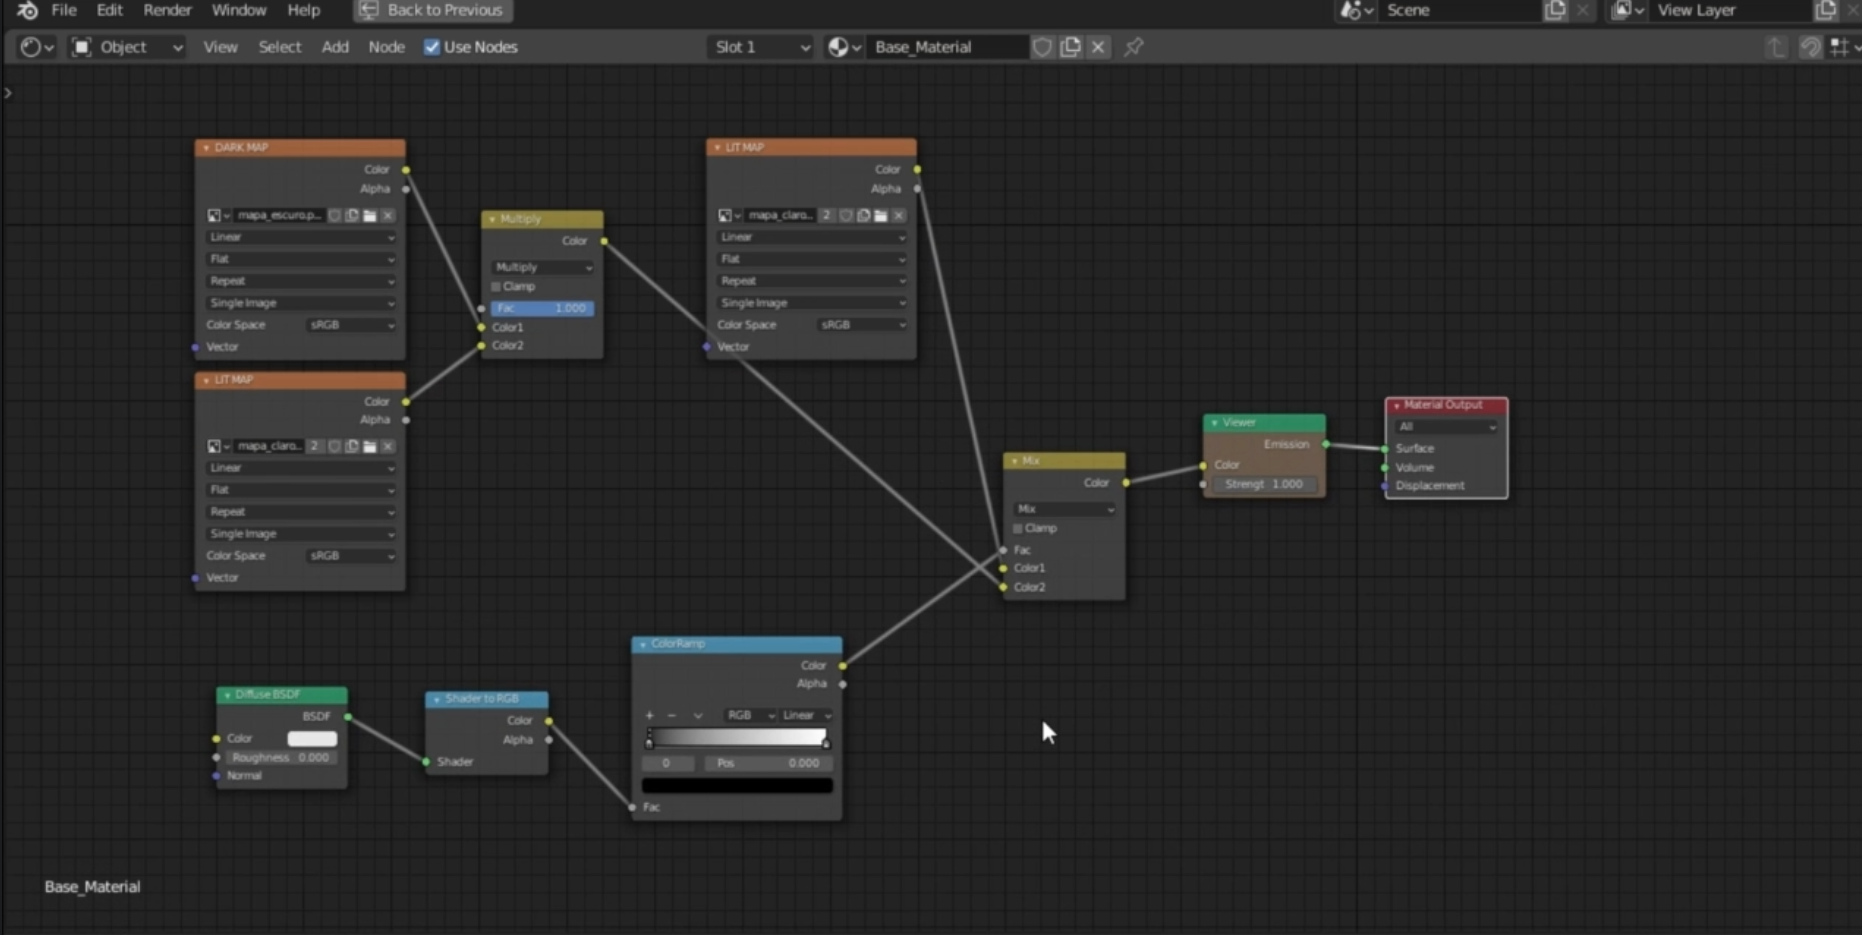 File Edit Render Window Help Back to Previous Scene View Layer
Object View Select Add Node Use Nodes Slot 1 Base_Material
DARK MAP
Color
Alpha
mapa_escuro.p...
Linear
Flat
Repeat
Single Image
Color Space sRGB
Vector
Multiply
Color
Multiply
Clamp
Fac 1.000
Color1
Color2
LIT MAP
Color
Alpha
mapa_claro... 2
Linear
Flat
Repeat
Single Image
Color Space sRGB
Vector
LIT MAP
Color
Alpha
mapa_claro... 2
Linear
Flat
Repeat
Single Image
Color Space sRGB
Vector
Mix
Color
Mix
Clamp
Fac
Color1
Color2
Viewer
Emission
Color
Strengt 1.000
Material Output
All
Surface
Volume
Displacement
Diffuse BSDF
BSDF
Color
Roughness 0.000
Normal
Shader to RGB
Color
Alpha
Shader
ColorRamp
Color
Alpha
RGB Linear
0 Pos 0.000
Fac
Base_Material